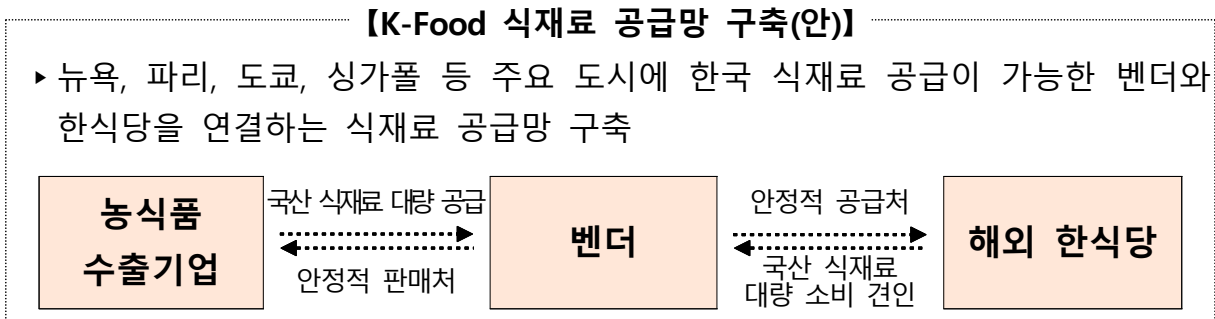 【K-Food 식재료 공급망 구축(안)】
▸ 뉴욕, 파리, 도쿄, 싱가폴 등 주요 도시에 한국 식재료 공급이 가능한 벤더와
한식당을 연결하는 식재료 공급망 구축
농식품
수출기업
국산 식재료 대량 공급
안정적 판매처
벤더
안정적 공급처
국산 식재료
대량 소비 견인
해외 한식당